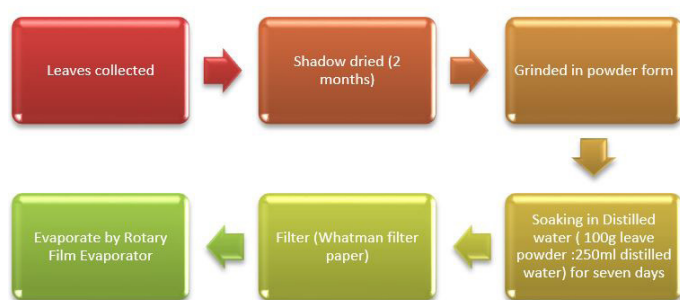 Leaves collected
Shadow dried (2
months)
Grinded in powder form
Soaking in Distilled
water ( 100g leave
powder :250ml distilled
water) for seven days
Filter (Whatman filter
paper)
Evaporate by Rotary
Film Evaporator